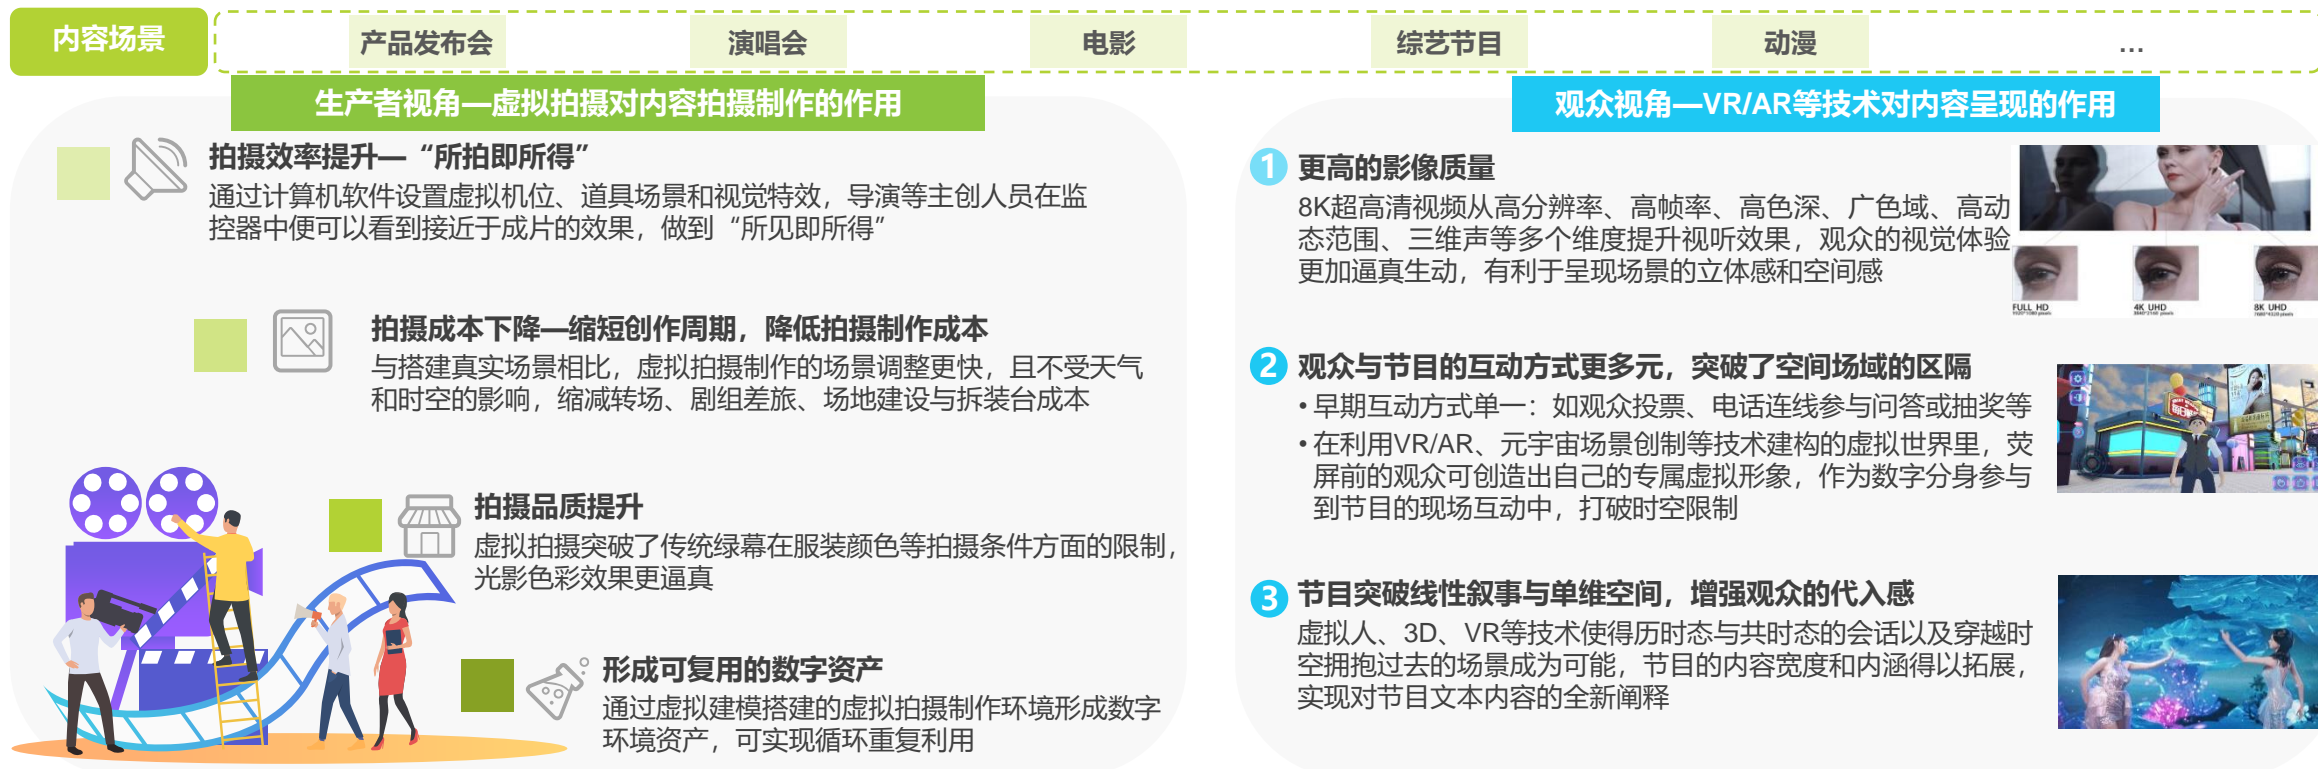 内容场景
产品发布会
演唱会
电影
综艺节目
动漫
…
生产者视角—虚拟拍摄对内容拍摄制作的作用
拍摄效率提升—“所拍即所得”
通过计算机软件设置虚拟机位、道具场景和视觉特效，导演等主创人员在监
控器中便可以看到接近于成片的效果，做到“所见即所得”
拍摄成本下降—缩短创作周期，降低拍摄制作成本
与搭建真实场景相比，虚拟拍摄制作的场景调整更快，且不受天气
和时空的影响，缩减转场、剧组差旅、场地建设与拆装台成本
拍摄品质提升
虚拟拍摄突破了传统绿幕在服装颜色等拍摄条件方面的限制，
光影色彩效果更逼真
形成可复用的数字资产
通过虚拟建模搭建的虚拟拍摄制作环境形成数字
环境资产，可实现循环重复利用
观众视角—VR/AR等技术对内容呈现的作用
1 更高的影像质量
8K超高清视频从高分辨率、高帧率、高色深、广色域、高动
态范围、三维声等多个维度提升视听效果，观众的视觉体验
更加逼真生动，有利于呈现场景的立体感和空间感
FULL HD
4K UHD
8K UHD
2 观众与节目的互动方式更多元，突破了空间场域的区隔
•早期互动方式单一：如观众投票、电话连线参与问答或抽奖等
•在利用VR/AR、元宇宙场景创制等技术建构的虚拟世界里，荧
屏前的观众可创造出自己的专属虚拟形象，作为数字分身参与
到节目的现场互动中，打破时空限制
3 节目突破线性叙事与单维空间，增强观众的代入感
虚拟人、3D、VR等技术使得历时态与共时态的会话以及穿越时
空拥抱过去的场景成为可能，节目的内容宽度和内涵得以拓展，
实现对节目文本内容的全新阐释